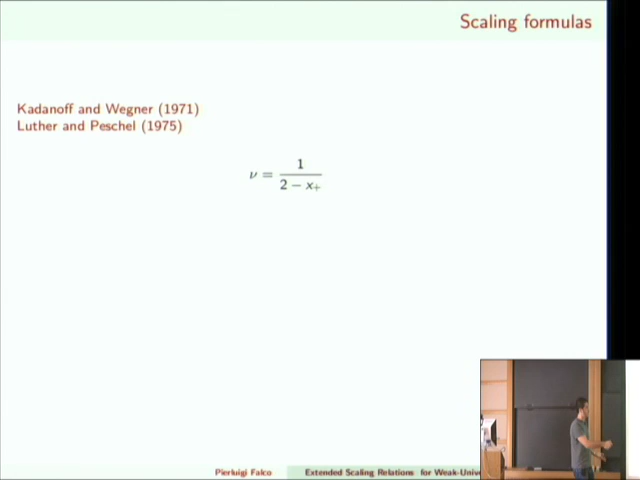 Scaling formulas
Kadanoff and Wegner (1971)
Luther and Peschel (1975)
ν = 1 / (2 − x₊)
Pierluigi Falco Extended Scaling Relations for Weak-Univ